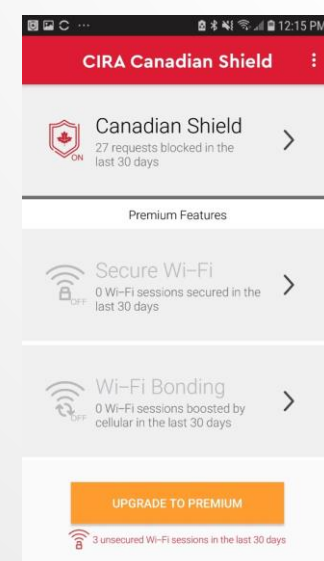 12:15 PM
CIRA Canadian Shield
Canadian Shield
27 requests blocked in the
last 30 days
ON
Premium Features
Secure Wi-Fi
0 Wi-Fi sessions secured in the
last 30 days
OFF
Wi-Fi Bonding
0 Wi-Fi sessions boosted by
cellular in the last 30 days
OFF
UPGRADE TO PREMIUM
3 unsecured Wi-Fi sessions in the last 30 days